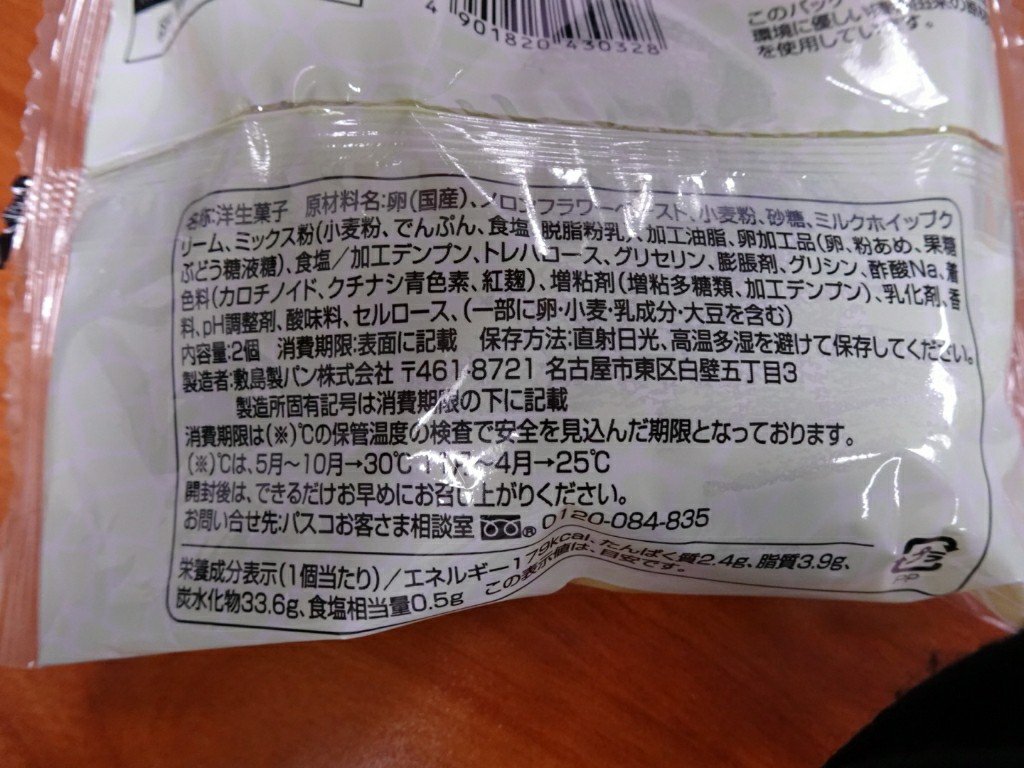 4 901820 430328
このパッケ
環境に優しい
を使用しています。
名称:洋生菓子 原材料名:卵(国産)、メロンフラワーペースト、小麦粉、砂糖、ミルクホイップク
リーム、ミックス粉(小麦粉、でんぷん、食塩、脱脂粉乳)、加工油脂、卵加工品(卵、粉あめ、果糖
ぶどう糖液糖)、食塩/加工デンプン、トレハロース、グリセリン、膨脹剤、グリシン、酢酸Na、着
色料(カロチノイド、クチナシ青色素、紅麹)、増粘剤(増粘多糖類、加工デンプン)、乳化剤、香
料、pH調整剤、酸味料、セルロース、(一部に卵・小麦・乳成分・大豆を含む)
内容量:2個 消費期限:表面に記載 保存方法:直射日光、高温多湿を避けて保存してください。
製造者:敷島製パン株式会社 〒461-8721 名古屋市東区白壁五丁目3
製造所固有記号は消費期限の下に記載
消費期限は(※)℃の保管温度の検査で安全を見込んだ期限となっております。
(※)℃は、5月~10月→30℃ 11月~4月→25℃
開封後は、できるだけお早めにお召し上がりください。
お問い合せ先:パスコお客さま相談室 ® 0120-084-835
栄養成分表示(1個当たり)/エネルギー179kcal、たんぱく質2.4g、脂質3.9g、
炭水化物33.6g、食塩相当量0.5g この表示値は、目安です。
プラ
PP